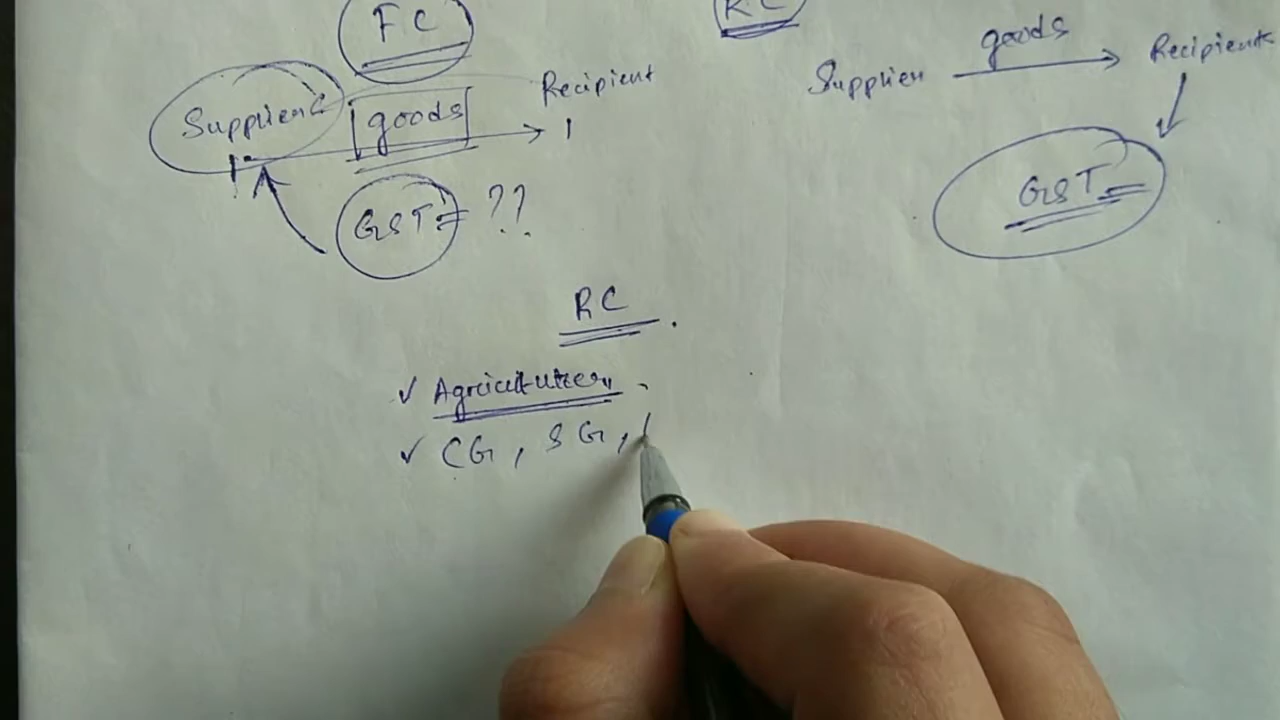 FC
RC
Supplier
goods
Recipient
GST = ??
Supplier
goods
Recipient
GST
RC
✓ Agriculturer
✓ CG, SG,